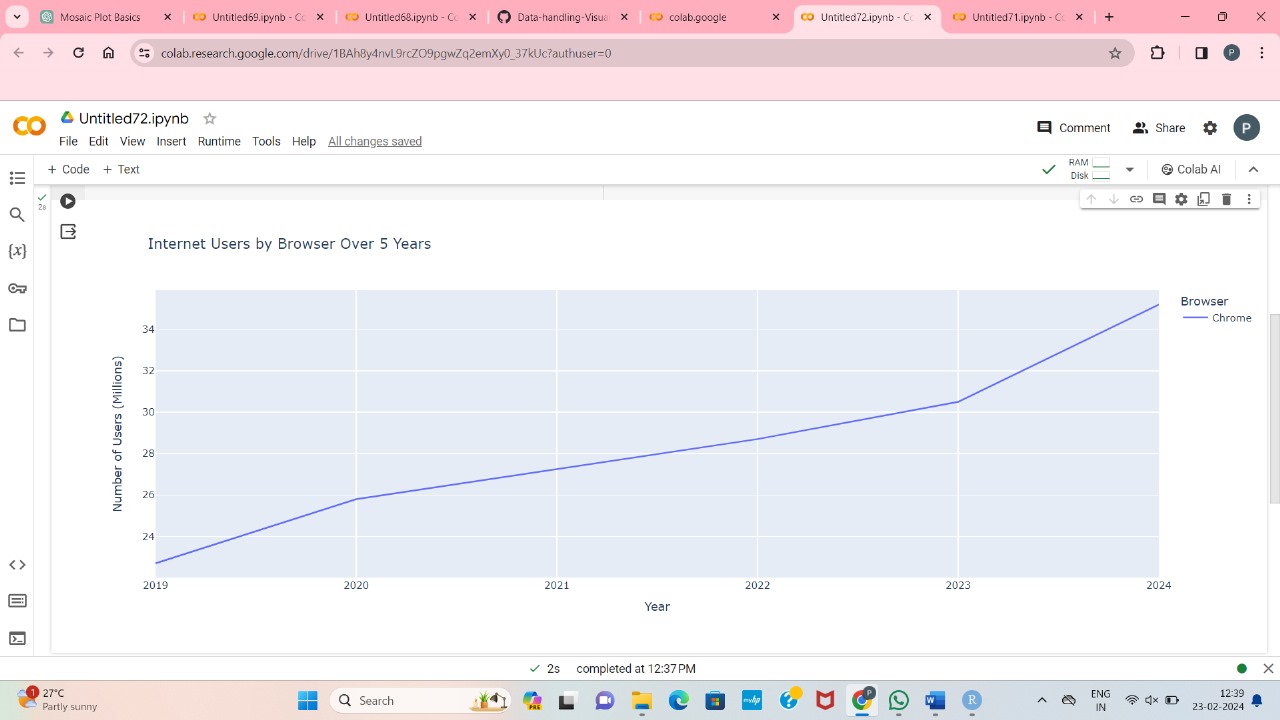 Mosaic Plot Basics
Untitled69.ipynb - Co
Untitled68.ipynb - Co
Data-handling-Visua
colab.google
Untitled72.ipynb - Co
Untitled71.ipynb - Co
colab.research.google.com/drive/1BAh8y4nvL9rcZO9pgwZq2emXy0_37kUc?authuser=0
P
Untitled72.ipynb
File Edit View Insert Runtime Tools Help All changes saved
Comment Share P
+ Code + Text
RAM
Disk
Colab AI
2s
{x}
Internet Users by Browser Over 5 Years
Browser
Chrome
Number of Users (Millions)
34
32
30
28
26
24
2019 2020 2021 2022 2023 2024
Year
2s completed at 12:37 PM
1
27°C
Partly sunny
Search
PRE
myhp
P
W
R
ENG
IN
12:39
23-02-2024